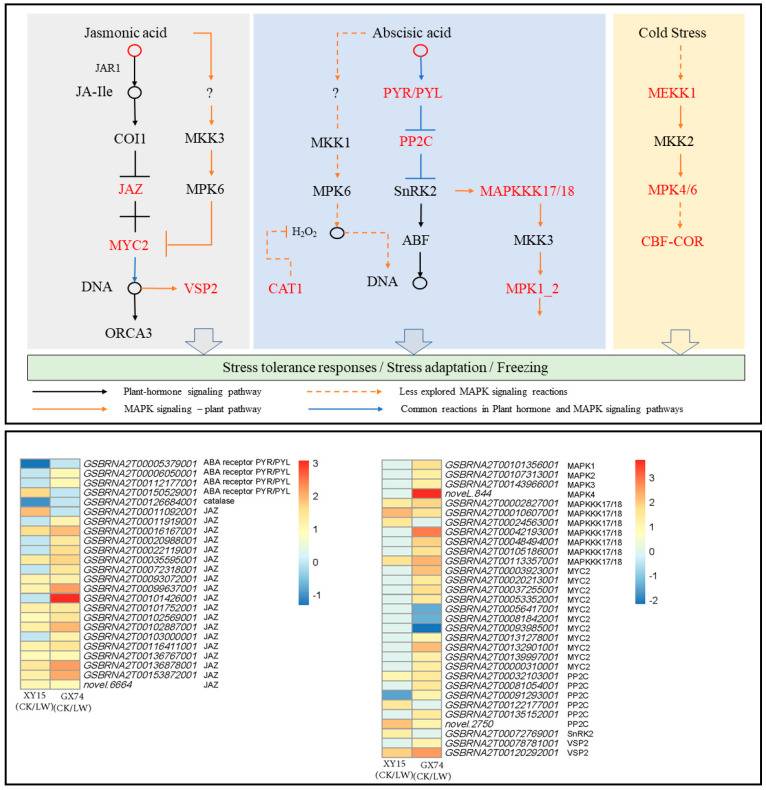 Jasmonic acid
JAR1
JA-Ile
COI1
JAZ
MYC2
DNA
ORCA3
?
MKK3
MPK6
VSP2
Abscisic acid
?
MKK1
MPK6
H₂O₂
CAT1
DNA
PYR/PYL
PP2C
SnRK2
ABF
MAPKKK17/18
MKK3
MPK1_2
Cold Stress
MEKK1
MKK2
MPK4/6
CBF-COR
Stress tolerance responses / Stress adaptation / Freezing
Plant-hormone signaling pathway
Less explored MAPK signaling reactions
MAPK signaling – plant pathway
Common reactions in Plant hormone and MAPK signaling pathways
GSBRNA2T00005379001 ABA receptor PYR/PYL
GSBRNA2T00006050001 ABA receptor PYR/PYL
GSBRNA2T00112177001 ABA receptor PYR/PYL
GSBRNA2T00150529001 ABA receptor PYR/PYL
GSBRNA2T00126684001 catalase
GSBRNA2T00011092001 JAZ
GSBRNA2T00011919001 JAZ
GSBRNA2T00016167001 JAZ
GSBRNA2T00020988001 JAZ
GSBRNA2T00022119001 JAZ
GSBRNA2T00035595001 JAZ
GSBRNA2T00072318001 JAZ
GSBRNA2T00093072001 JAZ
GSBRNA2T00099637001 JAZ
GSBRNA2T00101426001 JAZ
GSBRNA2T00101752001 JAZ
GSBRNA2T00102569001 JAZ
GSBRNA2T00102887001 JAZ
GSBRNA2T00103000001 JAZ
GSBRNA2T00116411001 JAZ
GSBRNA2T00136767001 JAZ
GSBRNA2T00136878001 JAZ
GSBRNA2T00153872001 JAZ
novel.6664 JAZ
XY15 GX74
(CK/LW) (CK/LW)
3
2
1
0
-1
GSBRNA2T00101356001 MAPK1
GSBRNA2T00107313001 MAPK2
GSBRNA2T00143966001 MAPK3
novel.844 MAPK4
GSBRNA2T00002827001 MAPKKK17/18
GSBRNA2T00010607001 MAPKKK17/18
GSBRNA2T00024563001 MAPKKK17/18
GSBRNA2T00042193001 MAPKKK17/18
GSBRNA2T00048494001 MAPKKK17/18
GSBRNA2T00105186001 MAPKKK17/18
GSBRNA2T00113357001 MAPKKK17/18
GSBRNA2T00003923001 MYC2
GSBRNA2T00020213001 MYC2
GSBRNA2T00037255001 MYC2
GSBRNA2T00053352001 MYC2
GSBRNA2T00056417001 MYC2
GSBRNA2T00081842001 MYC2
GSBRNA2T00093985001 MYC2
GSBRNA2T00131278001 MYC2
GSBRNA2T00132901001 MYC2
GSBRNA2T00139997001 MYC2
GSBRNA2T00000310001 MYC2
GSBRNA2T00032103001 PP2C
GSBRNA2T00081054001 PP2C
GSBRNA2T00091293001 PP2C
GSBRNA2T00122177001 PP2C
GSBRNA2T00135152001 PP2C
novel.2750 PP2C
GSBRNA2T00072769001 SnRK2
GSBRNA2T00078781001 VSP2
GSBRNA2T00120292001 VSP2
XY15 GX74
(CK/LW) (CK/LW)
3
2
1
0
-1
-2